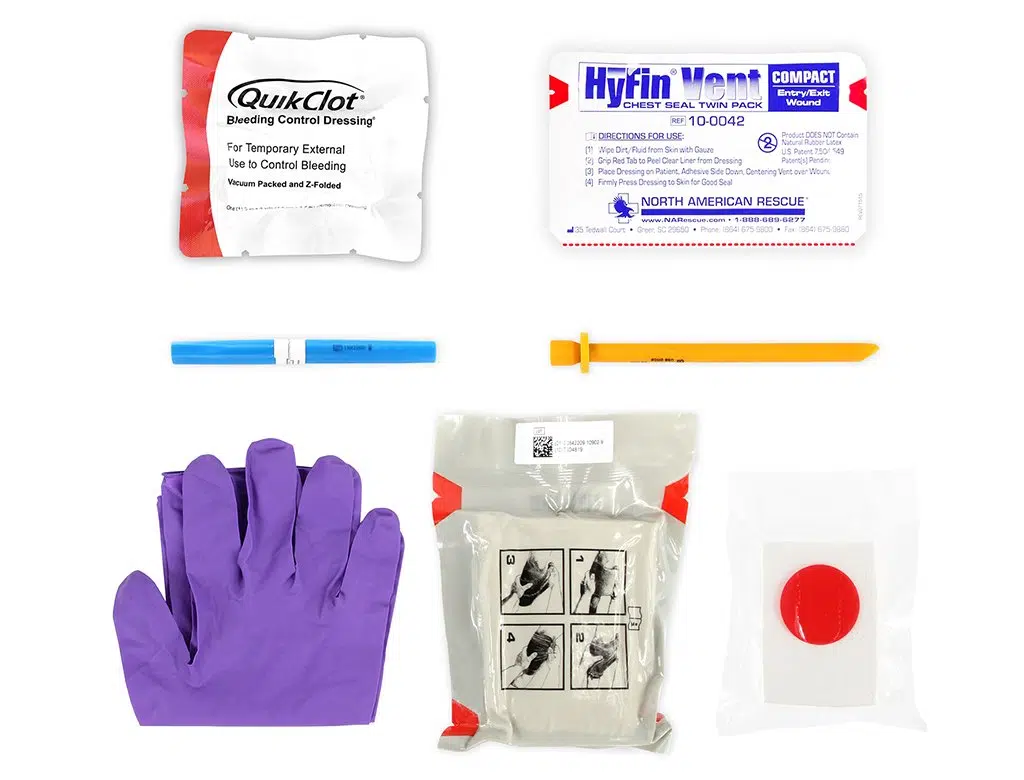 QuikClot®
Bleeding Control Dressing®
For Temporary External
Use to Control Bleeding
Vacuum Packed and Z-Folded
HyFin® Vent
CHEST SEAL TWIN PACK
COMPACT
Entry/Exit
Wound
REF 10-0042
DIRECTIONS FOR USE:
[1] Wipe Dirt/Fluid from Skin with Gauze
[2] Grip Red Tab to Peel Clear Liner from Dressing
[3] Place Dressing on Patient, Adhesive Side Down, Centering Vent over Wound
[4] Firmly Press Dressing to Skin for Good Seal
Product DOES NOT Contain
Natural Rubber Latex
U.S. Patent
Patent(s) Pending
NORTH AMERICAN RESCUE®
www.NARescue.com • 1-888-689-6277
35 Tedwall Court • Greer, SC 29650 • Phone: (864) 675-9800 • Fax: (864) 675-9880
3
1
4
2